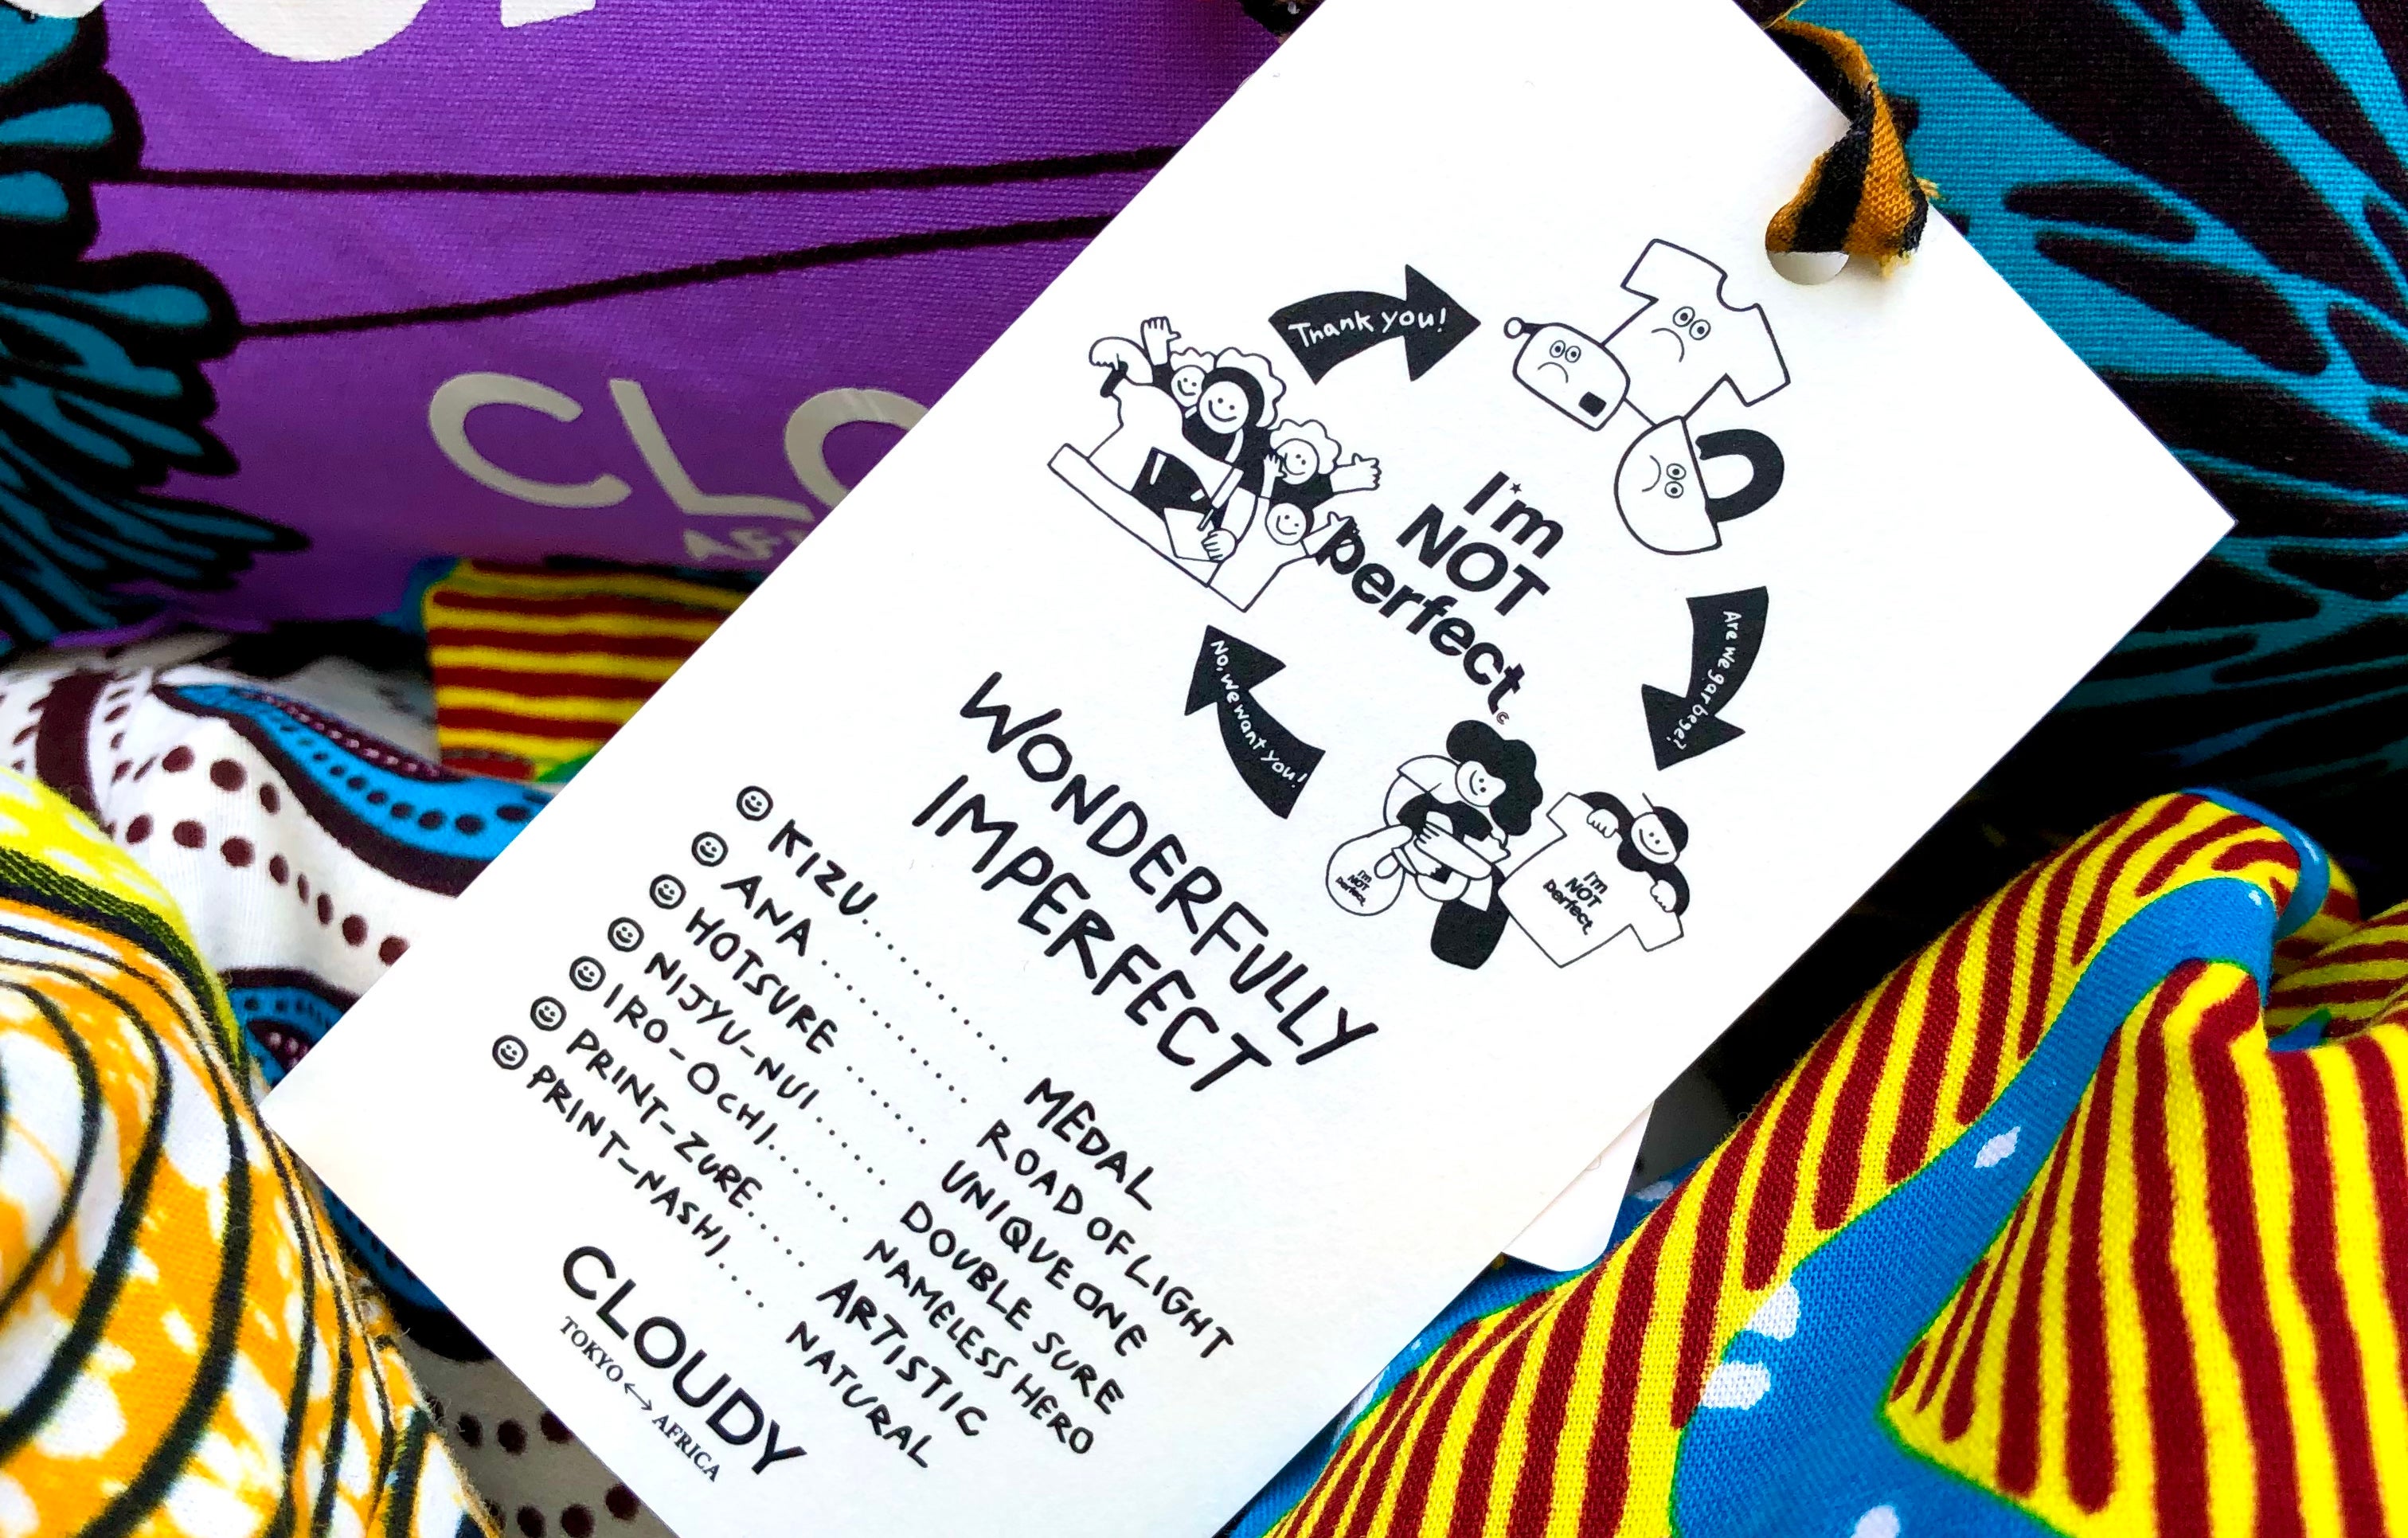 CLO
AFR
Thank you!
Are we garbege?
No, we want you!
I'm
NOT
perfect
I'm
NOT
perfect
I'm
NOT
perfect
WONDERFULLY
IMPERFECT
KIZU.......... MEDAL
ANA .......... ROAD OF LIGHT
HOTSURE ...... UNIQUE ONE
NIJYU-NUI....... DOUBLE SURE
IRO-OCHI....... NAMELESS HERO
PRINT-ZURE...... ARTISTIC
PRINT-NASHI.... NATURAL
CLOUDY
TOKYO ↔ AFRICA